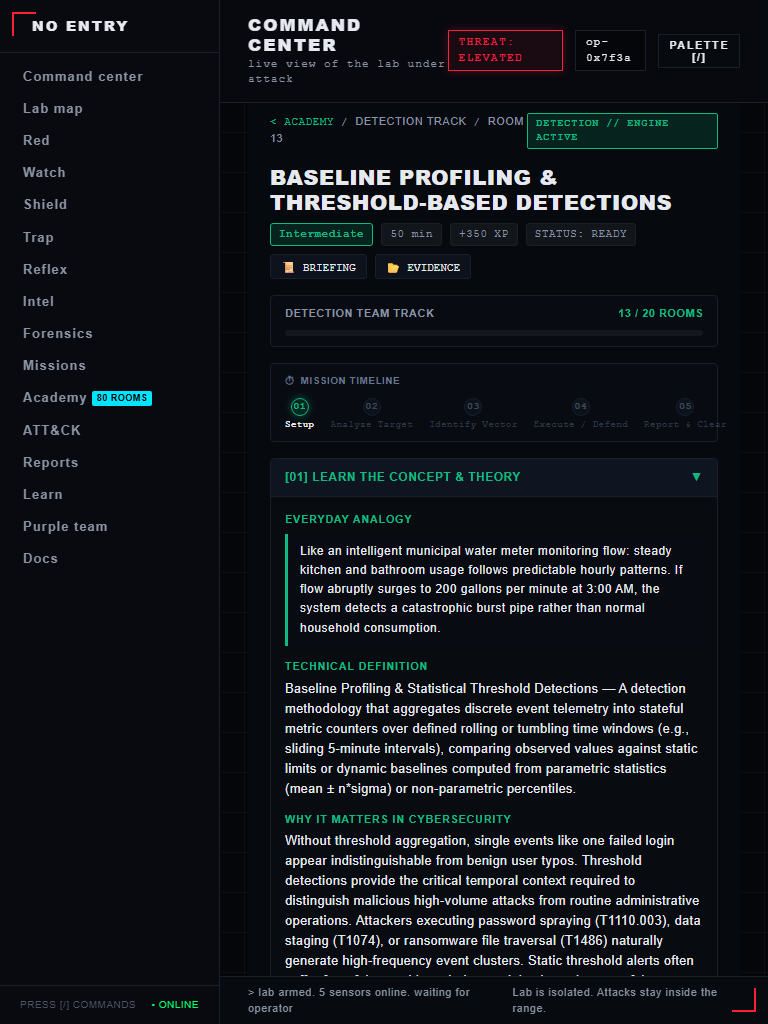 NO ENTRY
Command center
Lab map
Red
Watch
Shield
Trap
Reflex
Intel
Forensics
Missions
Academy 80 ROOMS
ATT&CK
Reports
Learn
Purple team
Docs
PRESS [/] COMMANDS • ONLINE
COMMAND
CENTER
live view of the lab under
attack
THREAT:
ELEVATED
op-
0x7f3a
PALETTE
[/]
< ACADEMY / DETECTION TRACK / ROOM
13
DETECTION // ENGINE
ACTIVE
BASELINE PROFILING &
THRESHOLD-BASED DETECTIONS
Intermediate 50 min +350 XP STATUS: READY
📜 BRIEFING 📂 EVIDENCE
DETECTION TEAM TRACK 13 / 20 ROOMS
⏱ MISSION TIMELINE
01 02 03 04 05
Setup Analyze Target Identify Vector Execute / Defend Report & Clear
[01] LEARN THE CONCEPT & THEORY ▼
EVERYDAY ANALOGY
Like an intelligent municipal water meter monitoring flow: steady
kitchen and bathroom usage follows predictable hourly patterns. If
flow abruptly surges to 200 gallons per minute at 3:00 AM, the
system detects a catastrophic burst pipe rather than normal
household consumption.
TECHNICAL DEFINITION
Baseline Profiling & Statistical Threshold Detections — A detection
methodology that aggregates discrete event telemetry into stateful
metric counters over defined rolling or tumbling time windows (e.g.,
sliding 5-minute intervals), comparing observed values against static
limits or dynamic baselines computed from parametric statistics
(mean ± n*sigma) or non-parametric percentiles.
WHY IT MATTERS IN CYBERSECURITY
Without threshold aggregation, single events like one failed login
appear indistinguishable from benign user typos. Threshold
detections provide the critical temporal context required to
distinguish malicious high-volume attacks from routine administrative
operations. Attackers executing password spraying (T1110.003), data
staging (T1074), or ransomware file traversal (T1486) naturally
generate high-frequency event clusters. Static threshold alerts often
> lab armed. 5 sensors online. waiting for
operator
Lab is isolated. Attacks stay inside the
range.